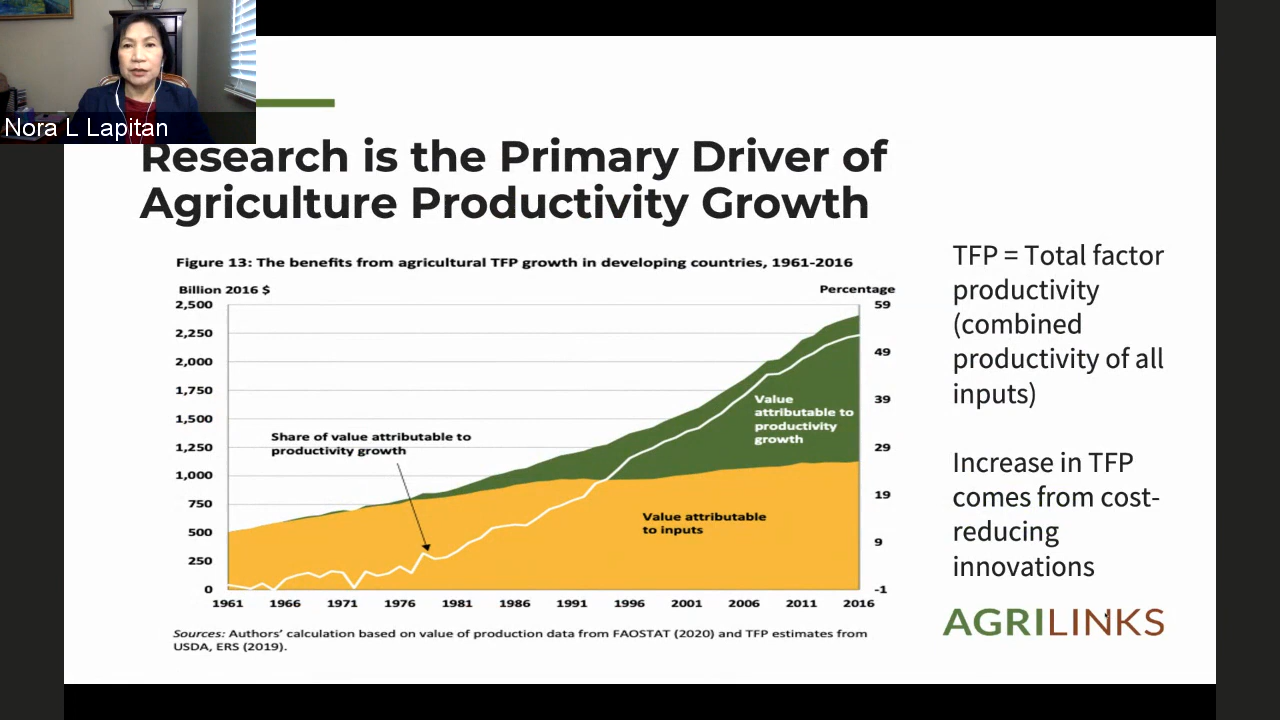 Nora L Lapitan
Research is the Primary Driver of
Agriculture Productivity Growth
Figure 13: The benefits from agricultural TFP growth in developing countries, 1961-2016
Billion 2016 $
Percentage
2,500
2,250
2,000
1,750
1,500
1,250
1,000
750
500
250
0
59
49
39
29
19
9
-1
Share of value attributable to
productivity growth
Value
attributable to
productivity
growth
Value attributable
to inputs
1961 1966 1971 1976 1981 1986 1991 1996 2001 2006 2011 2016
Sources: Authors’ calculation based on value of production data from FAOSTAT (2020) and TFP estimates from
USDA, ERS (2019).
TFP = Total factor
productivity
(combined
productivity of all
inputs)
Increase in TFP
comes from cost-
reducing
innovations
AGRILINKS